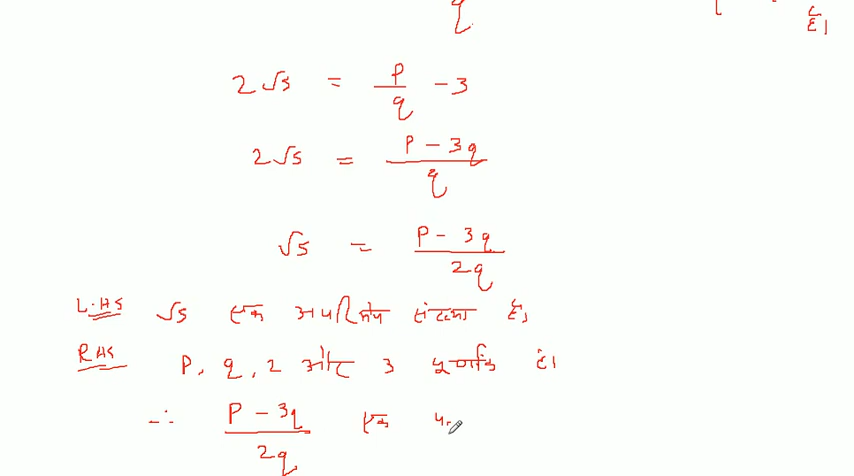 q
है।
2√5 = p/q - 3
2√5 = (p - 3q)/q
√5 = (p - 3q)/2q
L.H.S √5 एक अपरिमेय संख्या है।
RHS p, q, 2 और 3 पूर्णांक है।
∴ (p - 3q)/2q एक